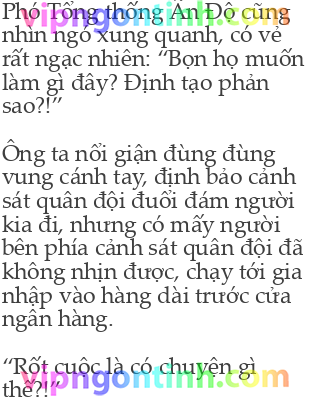 Phó Tổng thống Ấn Độ cũng
vipngontinh.com
nhìn ngó xung quanh, có vẻ
rất ngạc nhiên: “Bọn họ muốn
làm gì đây? Định tạo phản
sao?!”
Ông ta nổi giận đùng đùng
vung cánh tay, định bảo cảnh
sát quân đội đuổi đám người
kia đi, nhưng có mấy người
bên phía cảnh sát quân đội đã
không nhịn được, chạy tới gia
nhập vào hàng dài trước cửa
ngân hàng.
“Rốt cuộc là có chuyện gì
vipngontinh.com
thế?!”